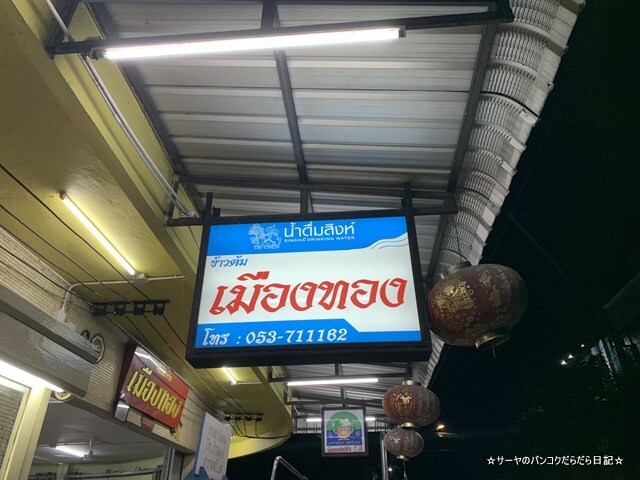 น้ำดื่มสิงห์
SINGHA DRINKING WATER
ข้าวต้ม
เมืองทอง
โทร : 053-711162
เมืองทอง
☆サーヤのバンコクだらだら日記☆